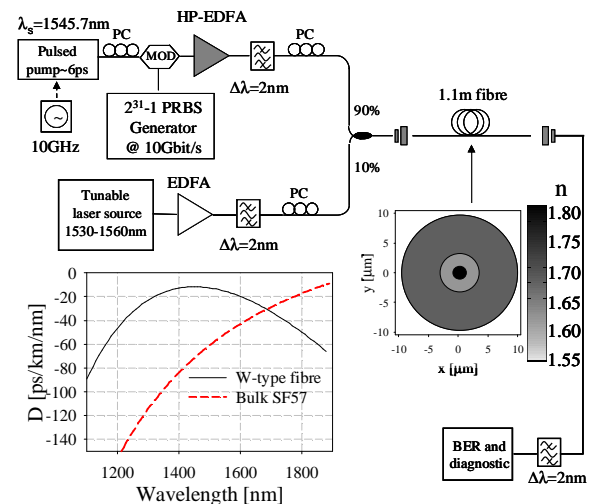 λs=1545.7nm
PC
HP-EDFA
PC
Pulsed
pump~6ps
MOD
Δλ=2nm
10GHz
2^31-1 PRBS
Generator
@ 10Gbit/s
90%
10%
1.1m fibre
EDFA
PC
Tunable
laser source
1530-1560nm
Δλ=2nm
n
1.80
1.75
1.70
1.65
1.60
1.55
10
5
0
-5
-10
y [μm]
-10 -5 0 5 10
x [μm]
0
-20
-40
-60
-80
-100
-120
-140
D [ps/km/nm]
W-type fibre
Bulk SF57
1200 1400 1600 1800
Wavelength [nm]
BER and
diagnostic
Δλ=2nm